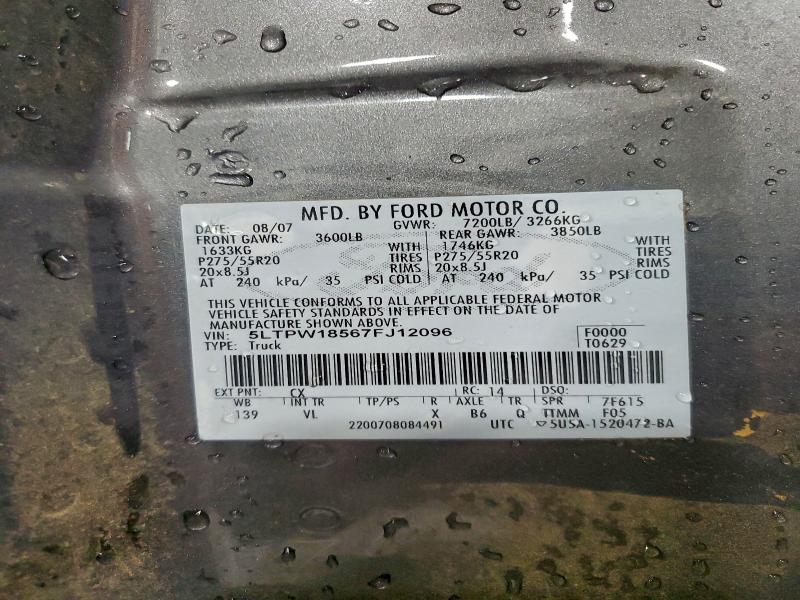 MFD. BY FORD MOTOR CO.
DATE: 08/07 GVWR: 7200LB/ 3266KG
FRONT GAWR: 3600LB REAR GAWR: 3850LB
1633KG WITH 1746KG WITH
P275/55R20 TIRES P275/55R20 TIRES
20x8.5J RIMS 20x8.5J RIMS
AT 240 kPa/ 35 PSI COLD AT 240 kPa/ 35 PSI COLD
THIS VEHICLE CONFORMS TO ALL APPLICABLE FEDERAL MOTOR
VEHICLE SAFETY STANDARDS IN EFFECT ON THE DATE OF
MANUFACTURE SHOWN ABOVE.
VIN: 5LTPW18567FJ12096 F0000
TYPE: Truck T0629
EXT PNT: CX RC: 14 DSO:
WB INT TR TP/PS R AXLE TR SPR 7F615
139 VL X B6 Q TTMM F05
2200708084491 UTC 5U5A-1520472-BA